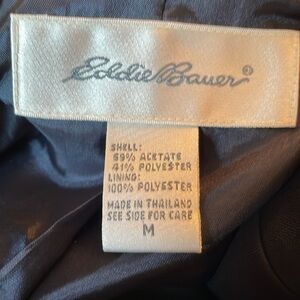 Eddie Bauer®
SHELL:
59% ACETATE
41% POLYESTER
LINING:
100% POLYESTER
MADE IN THAILAND
SEE SIDE FOR CARE
M